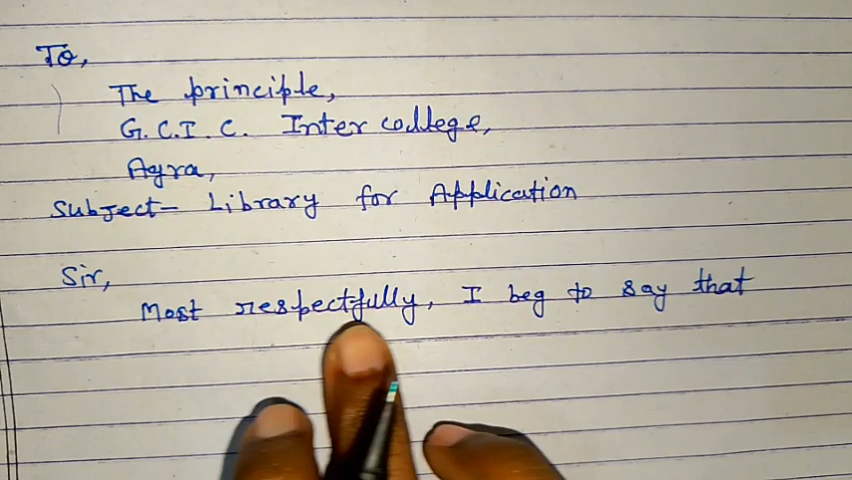 To,
The principle,
G.C.I.C. Inter college,
Agra,
Subject- Library for Application
Sir,
Most respectfully, I beg to say that